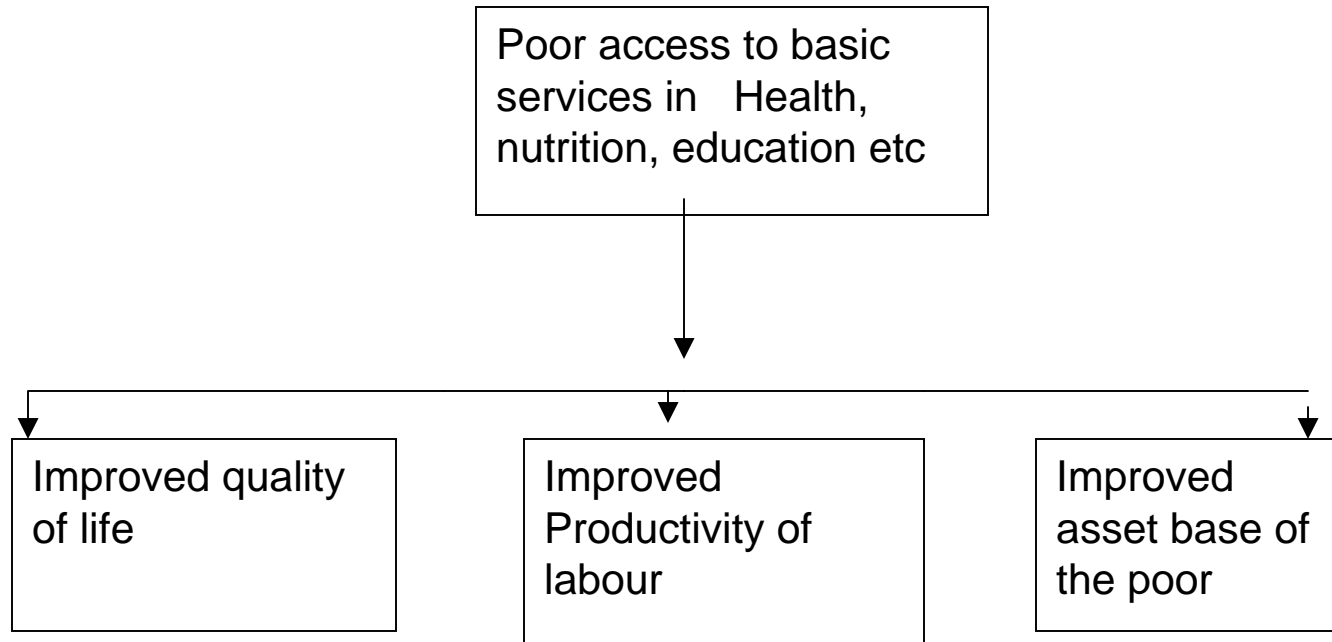 Poor access to basic
services in   Health,
nutrition, education etc
Improved quality
of life
Improved
Productivity of
labour
Improved
asset base of
the poor